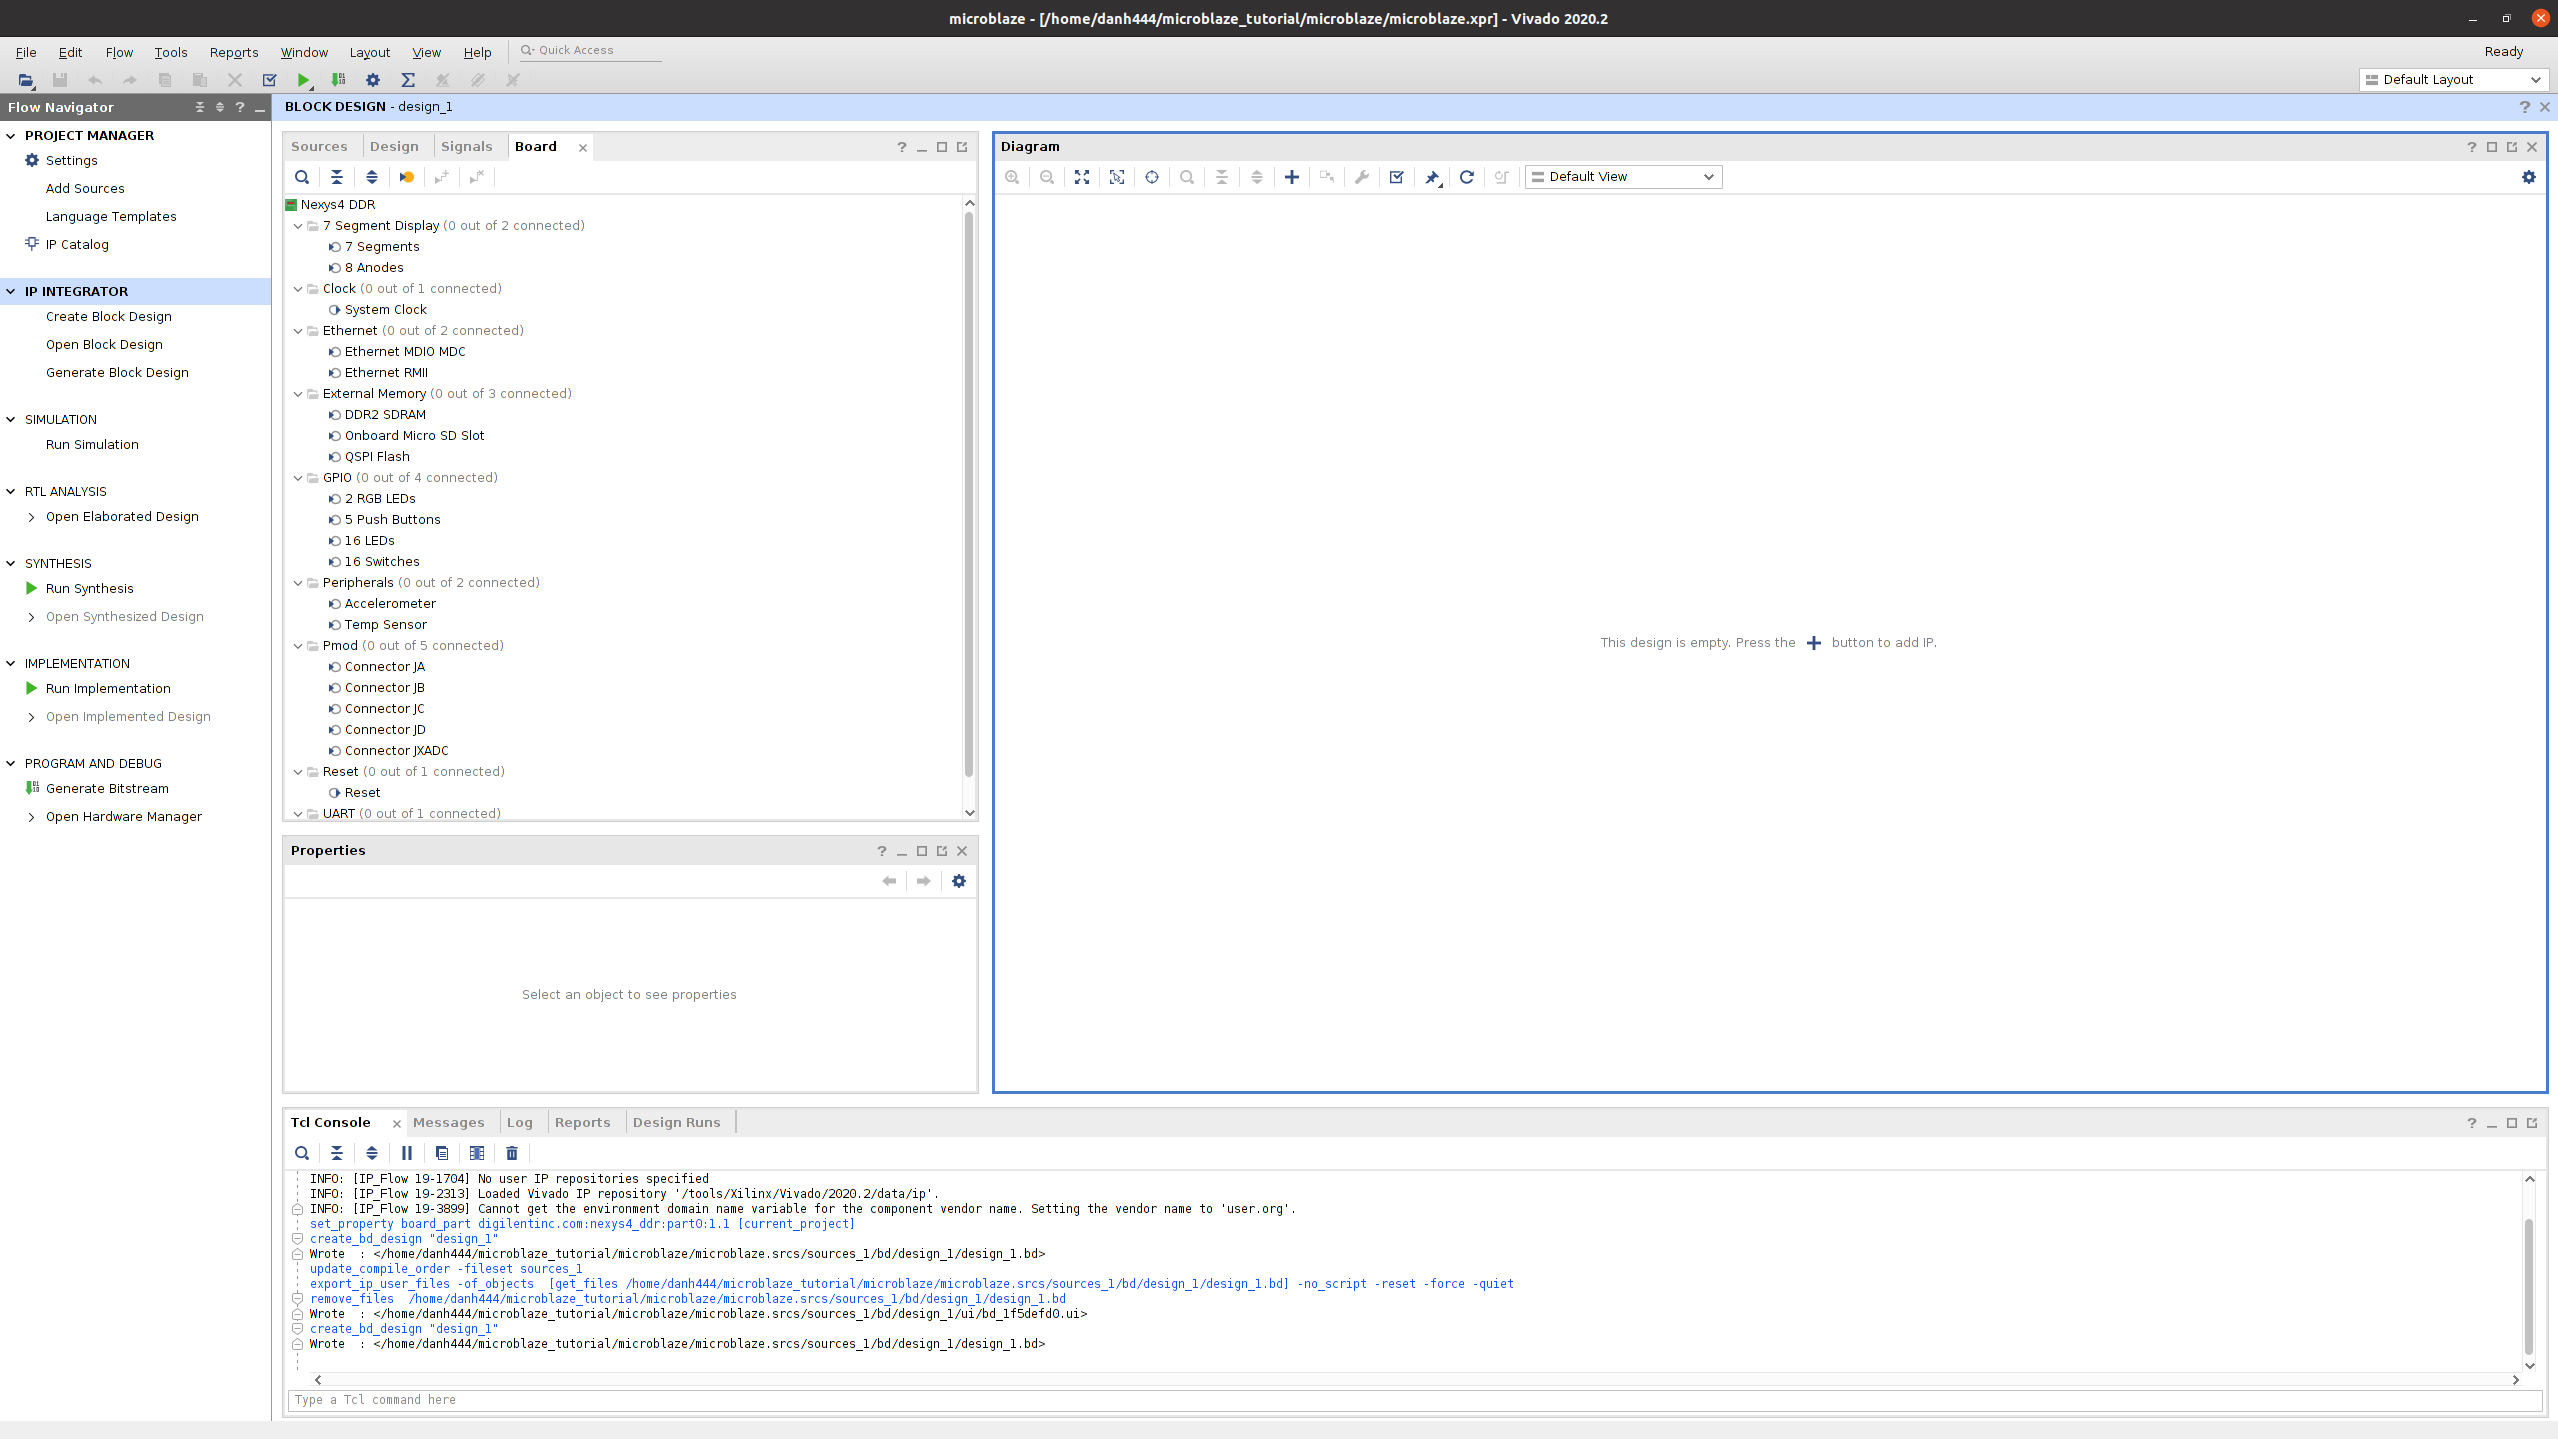 microblaze - [/home/danh444/microblaze_tutorial/microblaze/microblaze.xpr] - Vivado 2020.2
File Edit Flow Tools Reports Window Layout View Help Quick Access Ready
Default Layout
Flow Navigator
PROJECT MANAGER
Settings
Add Sources
Language Templates
IP Catalog
IP INTEGRATOR
Create Block Design
Open Block Design
Generate Block Design
SIMULATION
Run Simulation
RTL ANALYSIS
Open Elaborated Design
SYNTHESIS
Run Synthesis
Open Synthesized Design
IMPLEMENTATION
Run Implementation
Open Implemented Design
PROGRAM AND DEBUG
Generate Bitstream
Open Hardware Manager
BLOCK DESIGN - design_1
Sources Design Signals Board
Nexys4 DDR
7 Segment Display (0 out of 2 connected)
7 Segments
8 Anodes
Clock (0 out of 1 connected)
System Clock
Ethernet (0 out of 2 connected)
Ethernet MDIO MDC
Ethernet RMII
External Memory (0 out of 3 connected)
DDR2 SDRAM
Onboard Micro SD Slot
QSPI Flash
GPIO (0 out of 4 connected)
2 RGB LEDs
5 Push Buttons
16 LEDs
16 Switches
Peripherals (0 out of 2 connected)
Accelerometer
Temp Sensor
Pmod (0 out of 5 connected)
Connector JA
Connector JB
Connector JC
Connector JD
Connector JXADC
Reset (0 out of 1 connected)
Reset
UART (0 out of 1 connected)
Properties
Select an object to see properties
Diagram
Default View
This design is empty. Press the + button to add IP.
Tcl Console Messages Log Reports Design Runs
INFO: [IP_Flow 19-1704] No user IP repositories specified
INFO: [IP_Flow 19-2313] Loaded Vivado IP repository '/tools/Xilinx/Vivado/2020.2/data/ip'.
INFO: [IP_Flow 19-3899] Cannot get the environment domain name variable for the component vendor name. Setting the vendor name to 'user.org'.
set_property board_part digilentinc.com:nexys4_ddr:part0:1.1 [current_project]
create_bd_design "design_1"
Wrote  : </home/danh444/microblaze_tutorial/microblaze/microblaze.srcs/sources_1/bd/design_1/design_1.bd>
update_compile_order -fileset sources_1
export_ip_user_files -of_objects  [get_files /home/danh444/microblaze_tutorial/microblaze/microblaze.srcs/sources_1/bd/design_1/design_1.bd] -no_script -reset -force -quiet
remove_files  /home/danh444/microblaze_tutorial/microblaze/microblaze.srcs/sources_1/bd/design_1/design_1.bd
Wrote  : </home/danh444/microblaze_tutorial/microblaze/microblaze.srcs/sources_1/bd/design_1/ui/bd_1f5defd0.ui>
create_bd_design "design_1"
Wrote  : </home/danh444/microblaze_tutorial/microblaze/microblaze.srcs/sources_1/bd/design_1/design_1.bd>
Type a Tcl command here